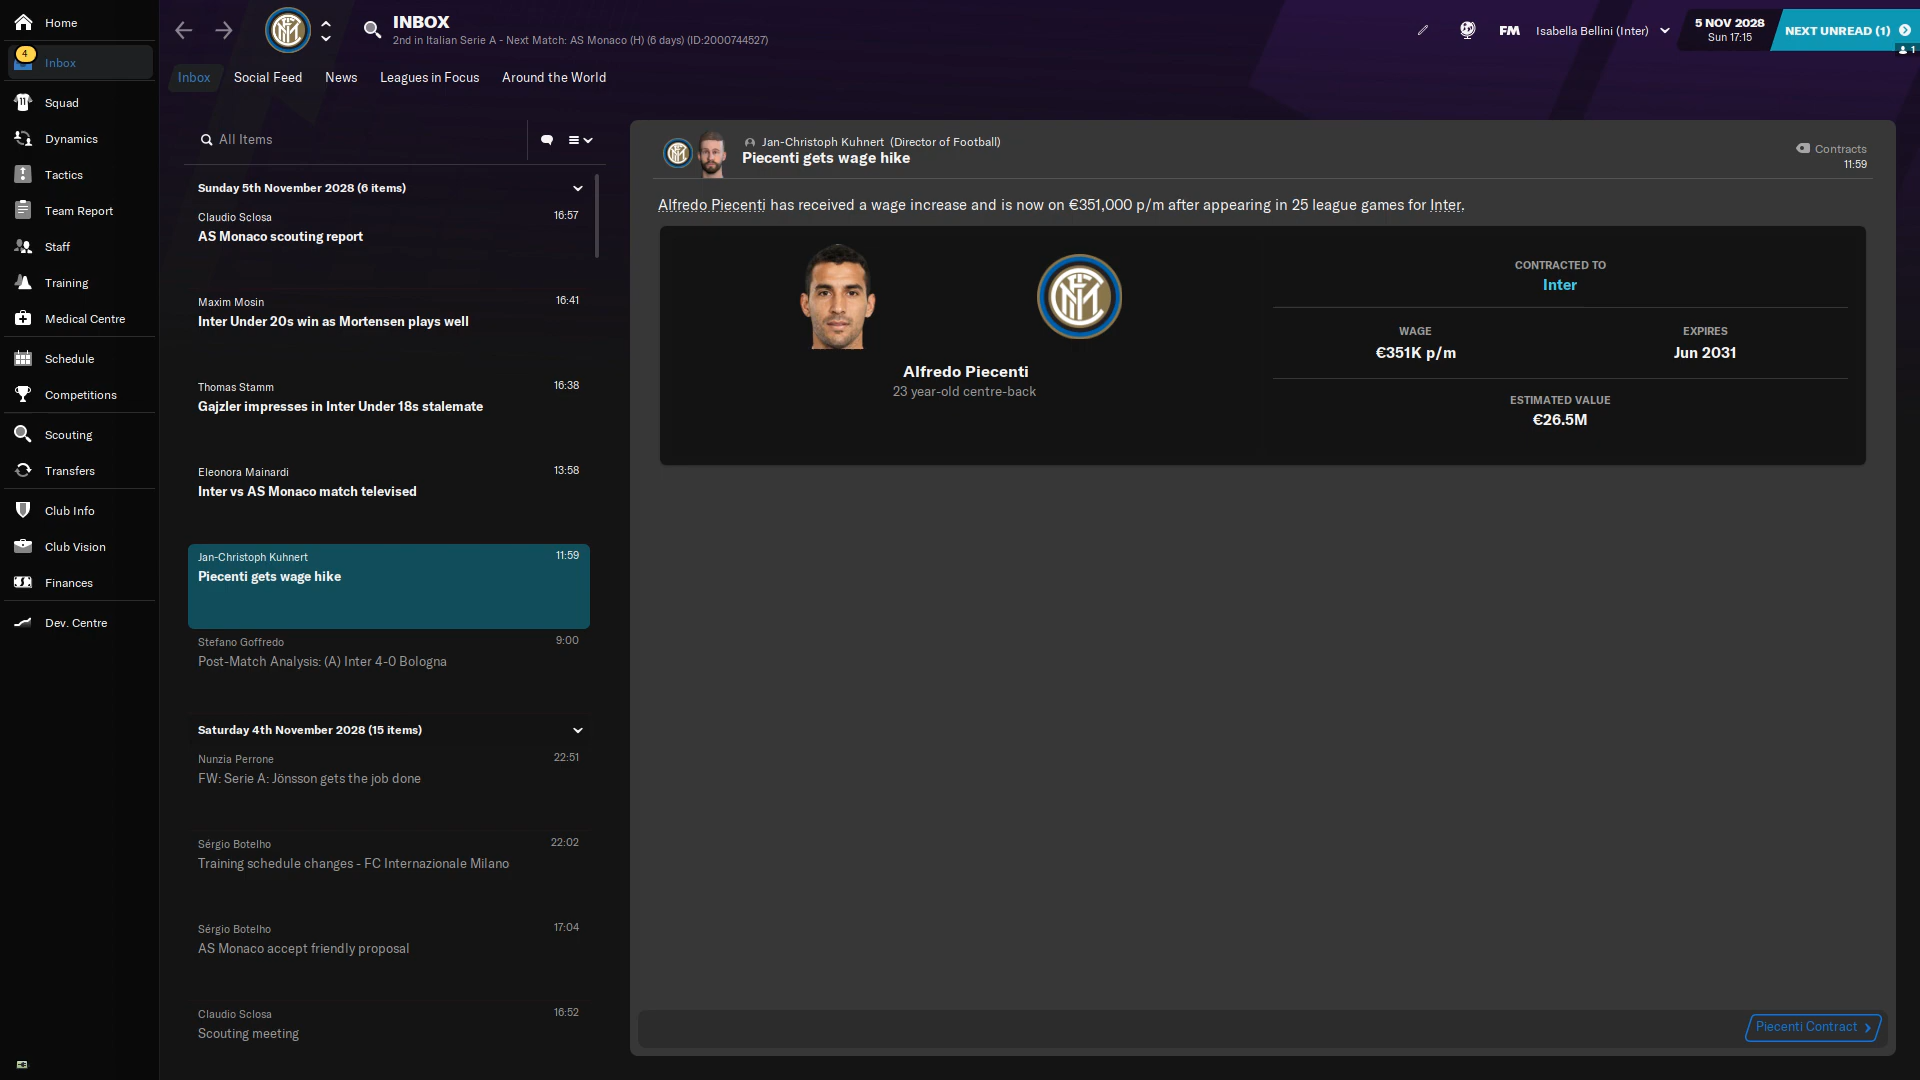 Home
4
Inbox
Squad
Dynamics
Tactics
Team Report
Staff
Training
Medical Centre
Schedule
Competitions
Scouting
Transfers
Club Info
Club Vision
Finances
Dev. Centre
INBOX
2nd in Italian Serie A - Next Match: AS Monaco (H) (6 days) (ID:2000744527)
FM
Isabella Bellini (Inter)
5 NOV 2028
Sun 17:15
NEXT UNREAD (1)
1
Inbox
Social Feed
News
Leagues in Focus
Around the World
All Items
Sunday 5th November 2028 (6 items)
Claudio Sclosa
16:57
AS Monaco scouting report
Maxim Mosin
16:41
Inter Under 20s win as Mortensen plays well
Thomas Stamm
16:38
Gajzler impresses in Inter Under 18s stalemate
Eleonora Mainardi
13:58
Inter vs AS Monaco match televised
Jan-Christoph Kuhnert
11:59
Piecenti gets wage hike
Stefano Goffredo
9:00
Post-Match Analysis: (A) Inter 4-0 Bologna
Saturday 4th November 2028 (15 items)
Nunzia Perrone
22:51
FW: Serie A: Jönsson gets the job done
Sérgio Botelho
22:02
Training schedule changes - FC Internazionale Milano
Sérgio Botelho
17:04
AS Monaco accept friendly proposal
Claudio Sclosa
16:52
Scouting meeting
Jan-Christoph Kuhnert (Director of Football)
Piecenti gets wage hike
Contracts
11:59
Alfredo Piecenti has received a wage increase and is now on €351,000 p/m after appearing in 25 league games for Inter.
Alfredo Piecenti
23 year-old centre-back
CONTRACTED TO
Inter
WAGE
€351K p/m
EXPIRES
Jun 2031
ESTIMATED VALUE
€26.5M
Piecenti Contract